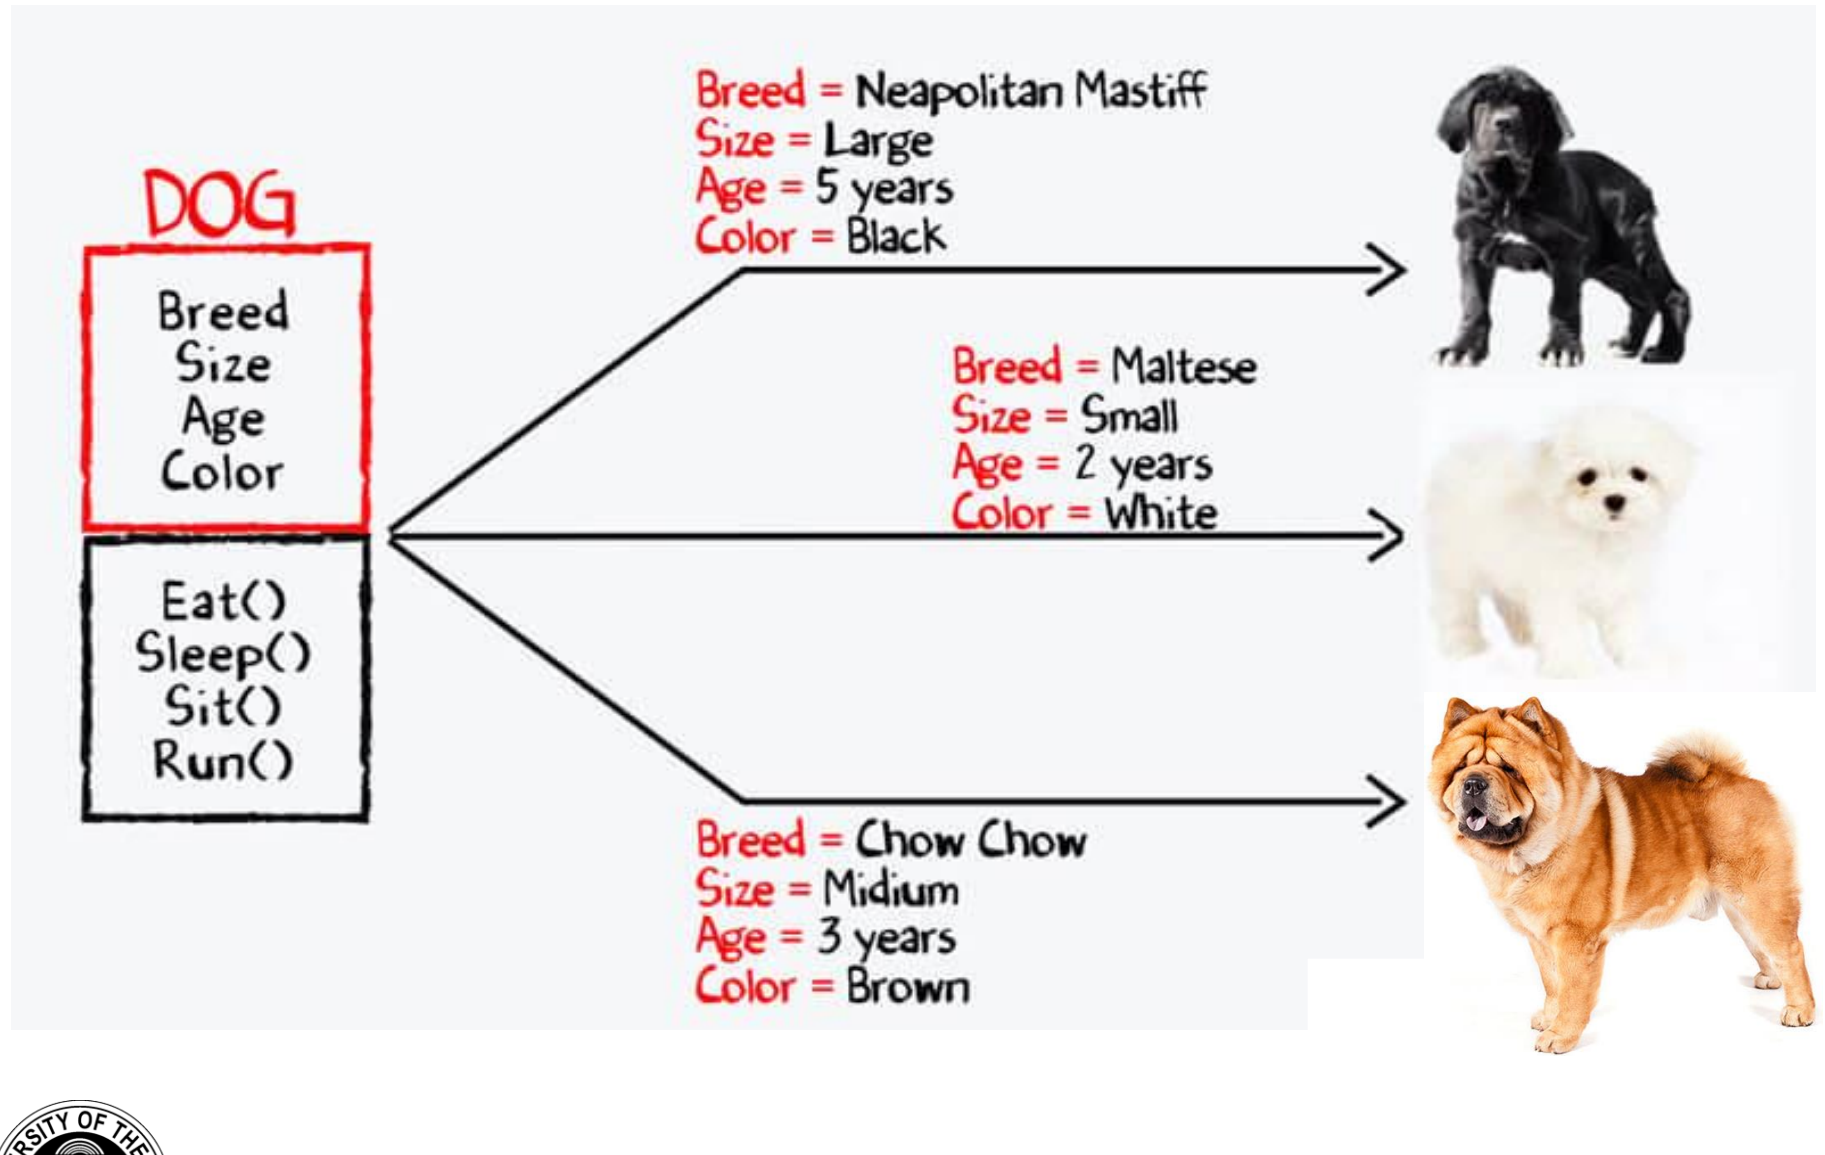 DOG
Breed
Size
Age
Color
Eat()
Sleep()
Sit()
Run()
Breed = Neapolitan Mastiff
Size = Large
Age = 5 years
Color = Black
Breed = Maltese
Size = Small
Age = 2 years
Color = White
Breed = Chow Chow
Size = Midium
Age = 3 years
Color = Brown
RSITY OF THE